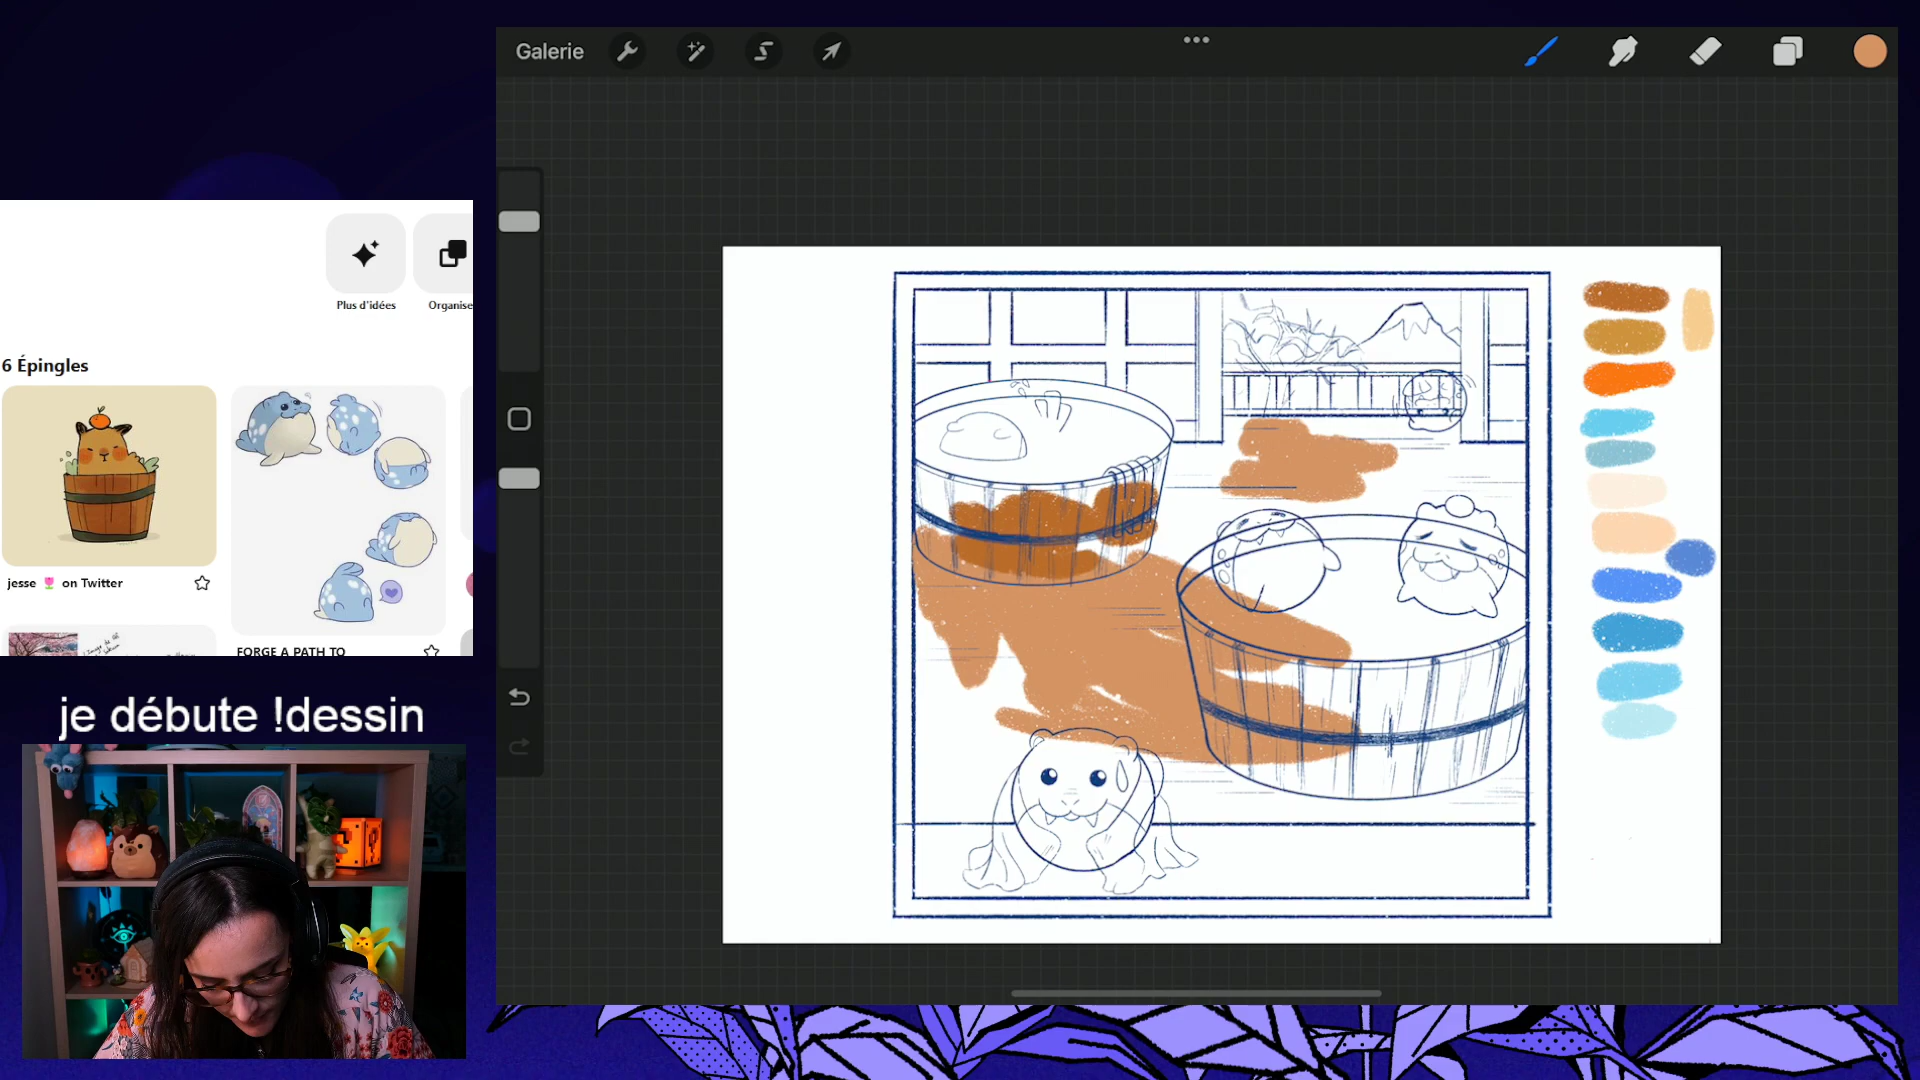 Galerie
Plus d'idées
Organise
6 Épingles
jesse 🌷 on Twitter
FORGE A PATH TO
je débute !dessin